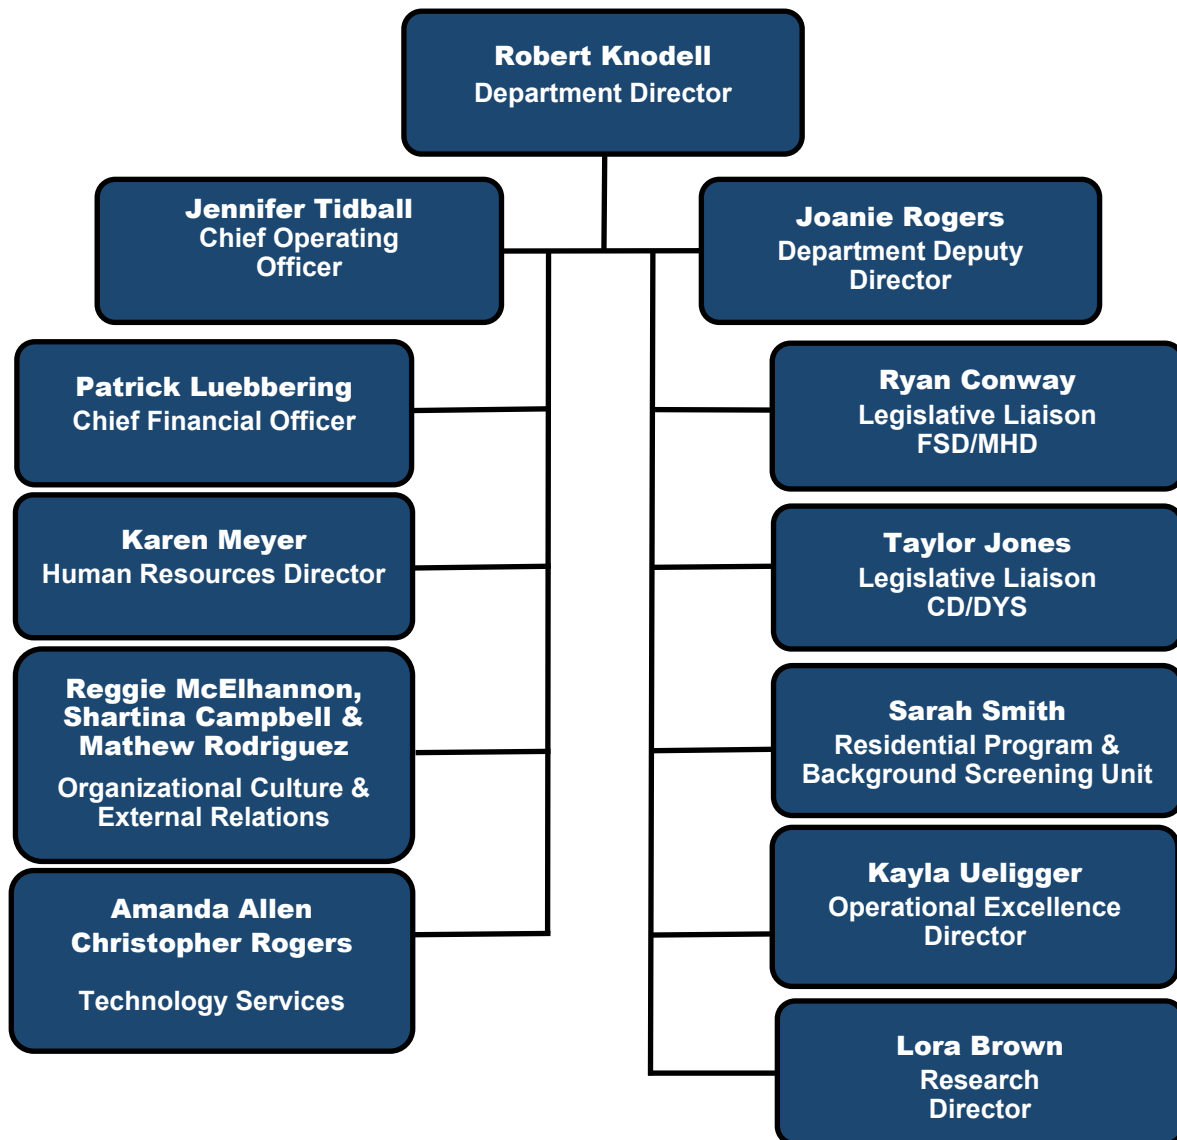 Robert Knodell
Department Director
Jennifer Tidball
Chief Operating
Officer
Joanie Rogers
Department Deputy
Director
Patrick Luebbering
Chief Financial Officer
Karen Meyer
Human Resources Director
Reggie McElhannon,
Shartina Campbell &
Mathew Rodriguez
Organizational Culture &
External Relations
Amanda Allen
Christopher Rogers
Technology Services
Ryan Conway
Legislative Liaison
FSD/MHD
Taylor Jones
Legislative Liaison
CD/DYS
Sarah Smith
Residential Program &
Background Screening Unit
Kayla Ueligger
Operational Excellence
Director
Lora Brown
Research
Director